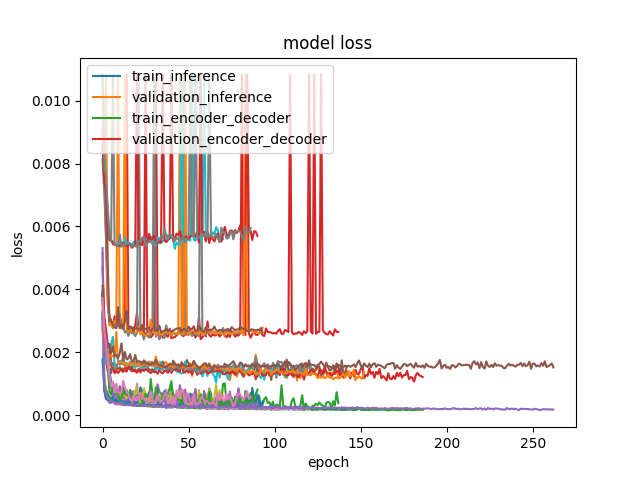 model loss
train_inference
validation_inference
train_encoder_decoder
validation_encoder_decoder
loss
0.010
0.008
0.006
0.004
0.002
0.000
0 50 100 150 200 250
epoch